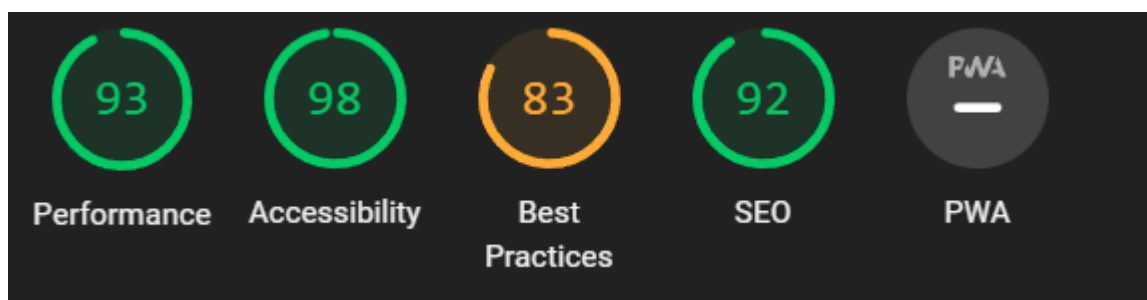 93 98 83 92 PWA
Performance Accessibility Best SEO PWA
Practices